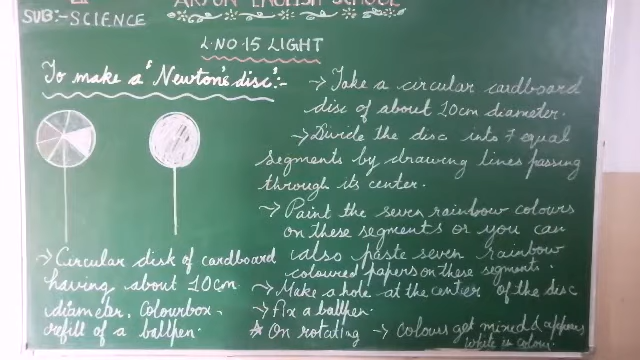 ENGLISH SCHOOL
SUB:- SCIENCE
L.NO.15 LIGHT
To make a 'Newton's disc':-
→ Circular disk of cardboard
having about 10cm
diameter, Colourbox,
refill of a ballpen.
→ Take a circular cardboard
disc of about 10cm diameter.
→ Divide the disc into 7 equal
segments by drawing lines passing
through its center.
→ Paint the seven rainbow colours
on these segments or you can
also paste seven rainbow
coloured papers on these segments.
→ Make a hole at the center of the disc
→ Fix a ballpen.
* On rotating → colours get mixed & appears
white in colour.